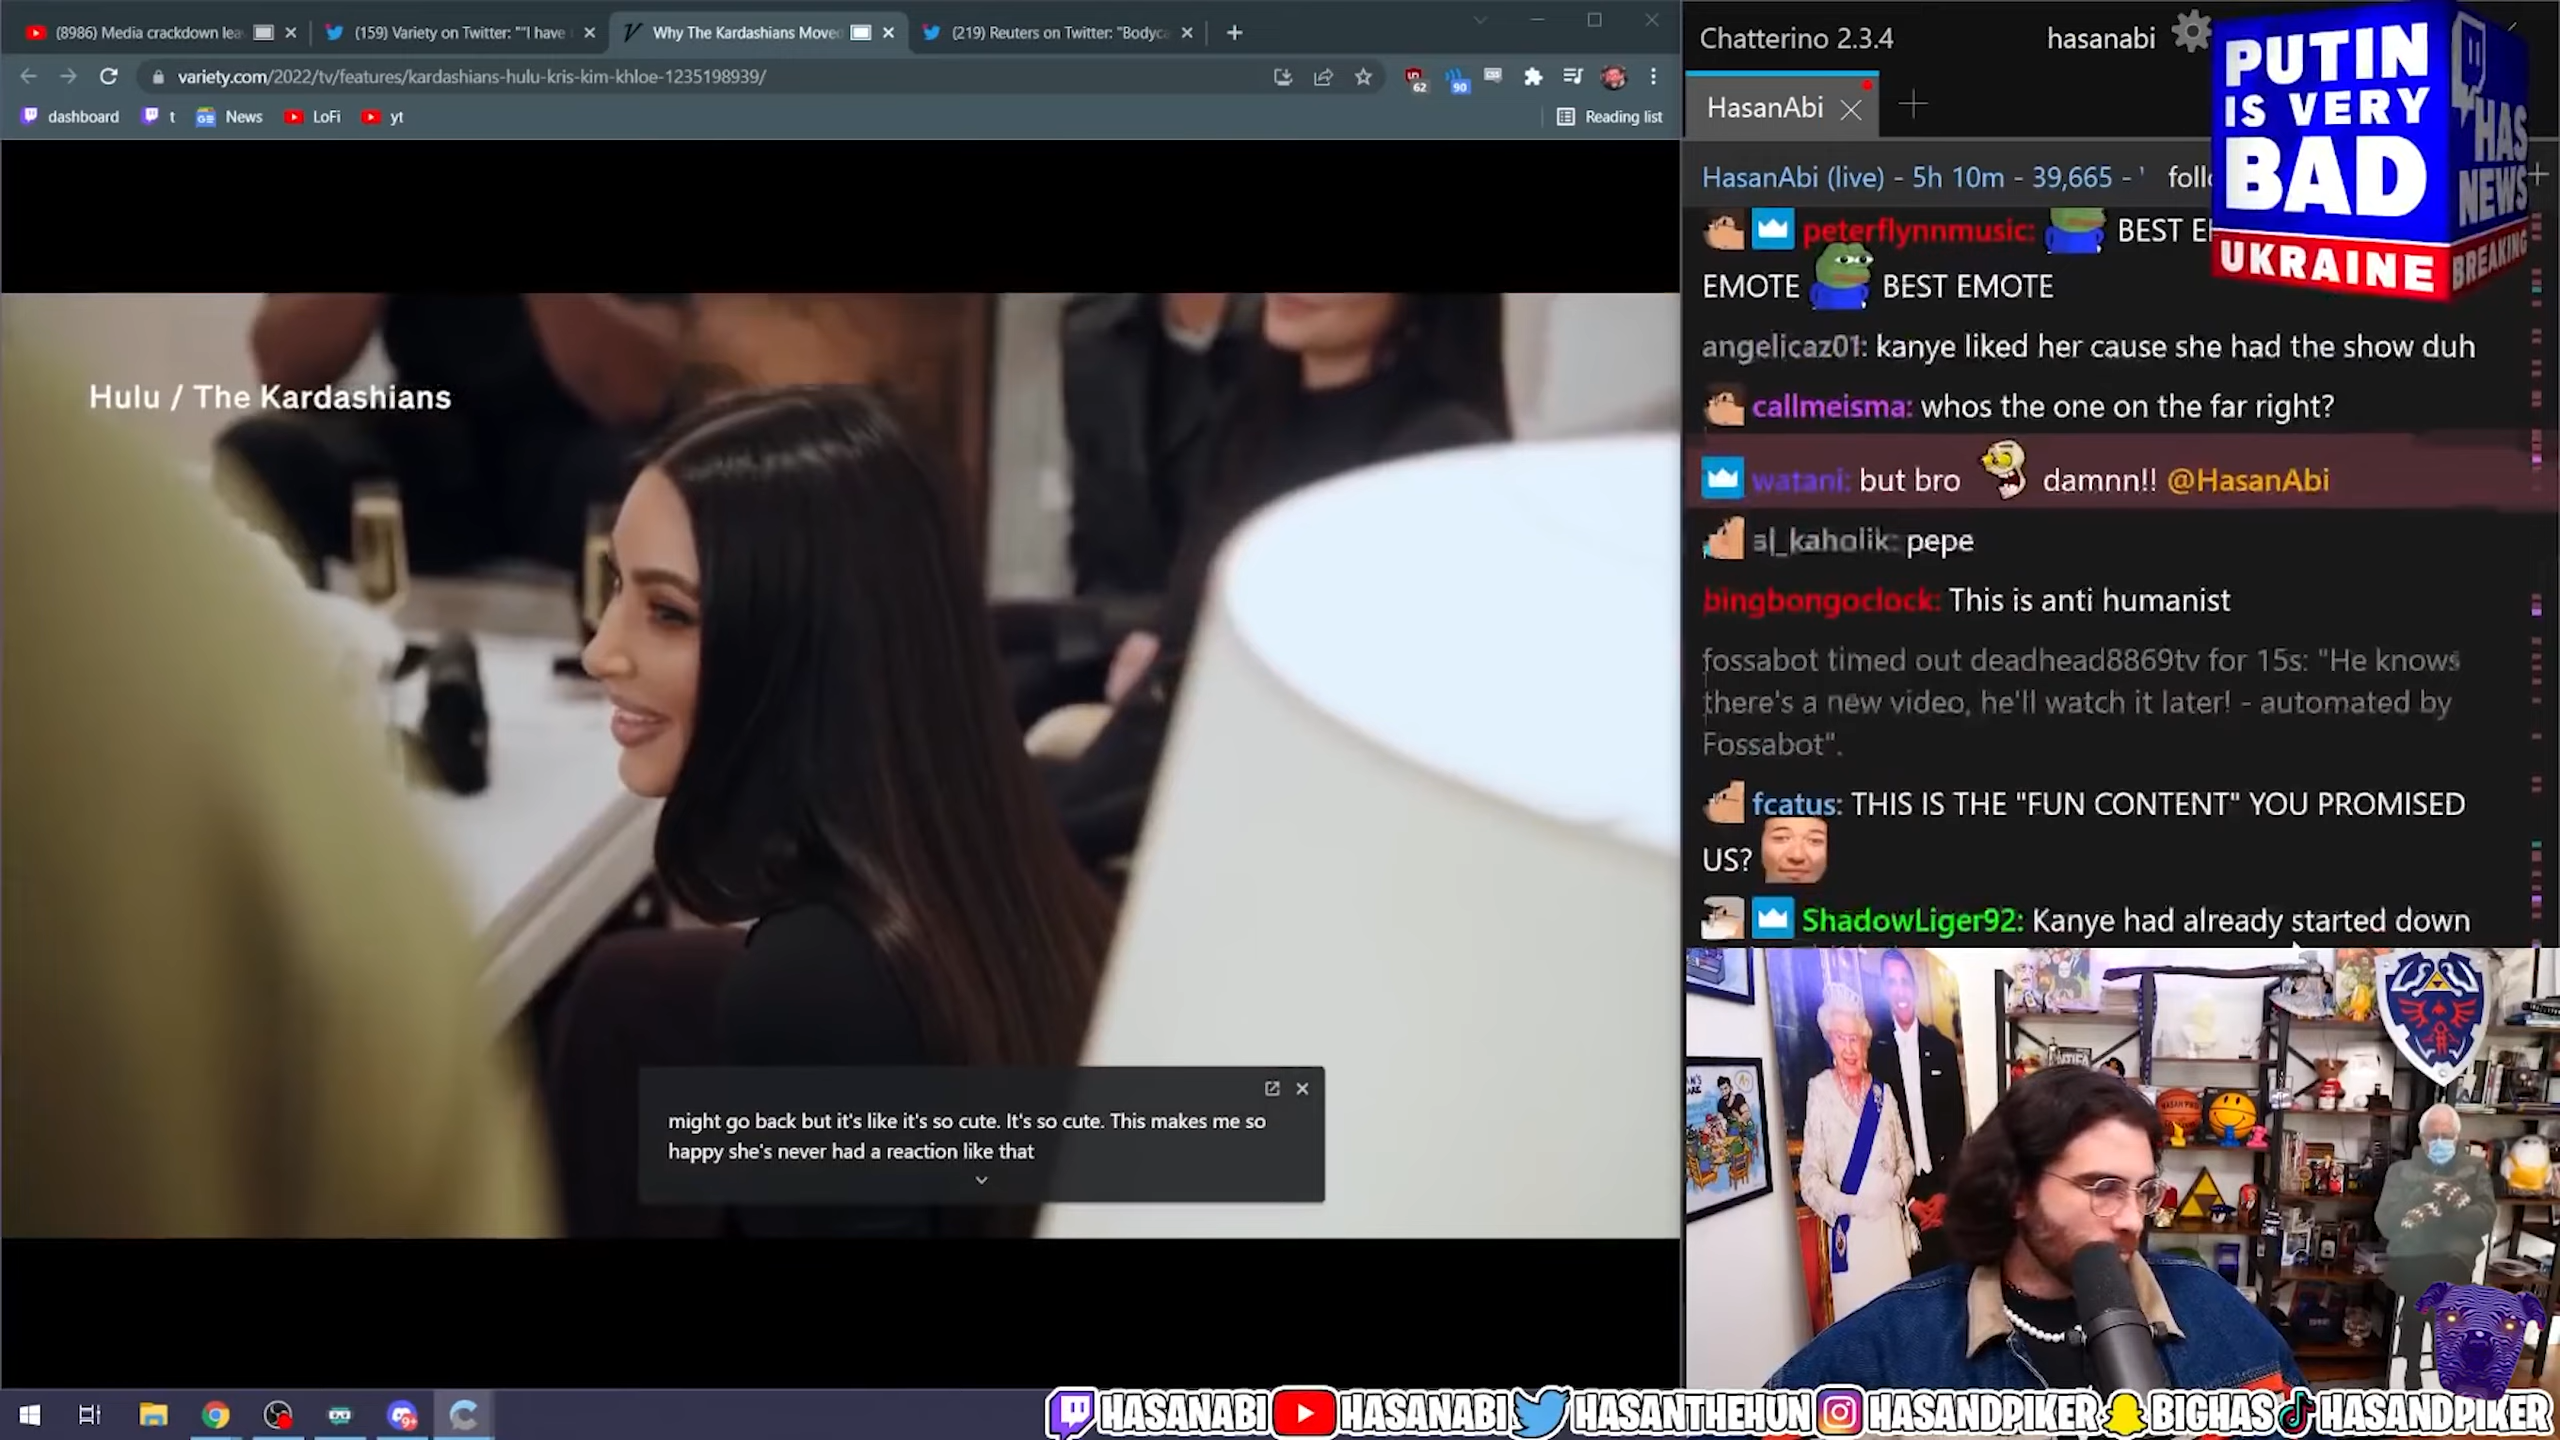 (8986) Media crackdown lea
(159) Variety on Twitter: ""I have
Why The Kardashians Move
(219) Reuters on Twitter: "Bodyca
variety.com/2022/tv/features/kardashians-hulu-kris-kim-khloe-1235198939/
62
90
dashboard
t
News
LoFi
yt
Reading list
Hulu / The Kardashians
might go back but it's like it's so cute. It's so cute. This makes me so
happy she's never had a reaction like that
Chatterino 2.3.4
hasanabi
HasanAbi
HasanAbi (live) - 5h 10m - 39,665 - '
PUTIN
IS VERY
BAD
UKRAINE
HAS
NEWS
BREAKING
peterflynnmusic: BEST
EMOTE BEST EMOTE
angelicaz01: kanye liked her cause she had the show duh
callmeisma: whos the one on the far right?
watani: but bro damnn!! @HasanAbi
al_kaholik: pepe
bingbongoclock: This is anti humanist
fossabot timed out deadhead8869tv for 15s: "He knows
there's a new video, he'll watch it later! - automated by
Fossabot".
fcatus: THIS IS THE "FUN CONTENT" YOU PROMISED
US?
ShadowLiger92: Kanye had already started down
9+
HASANABI HASANABI HASANTHEHUN HASANDPIKER BIGHAS HASANDPIKER